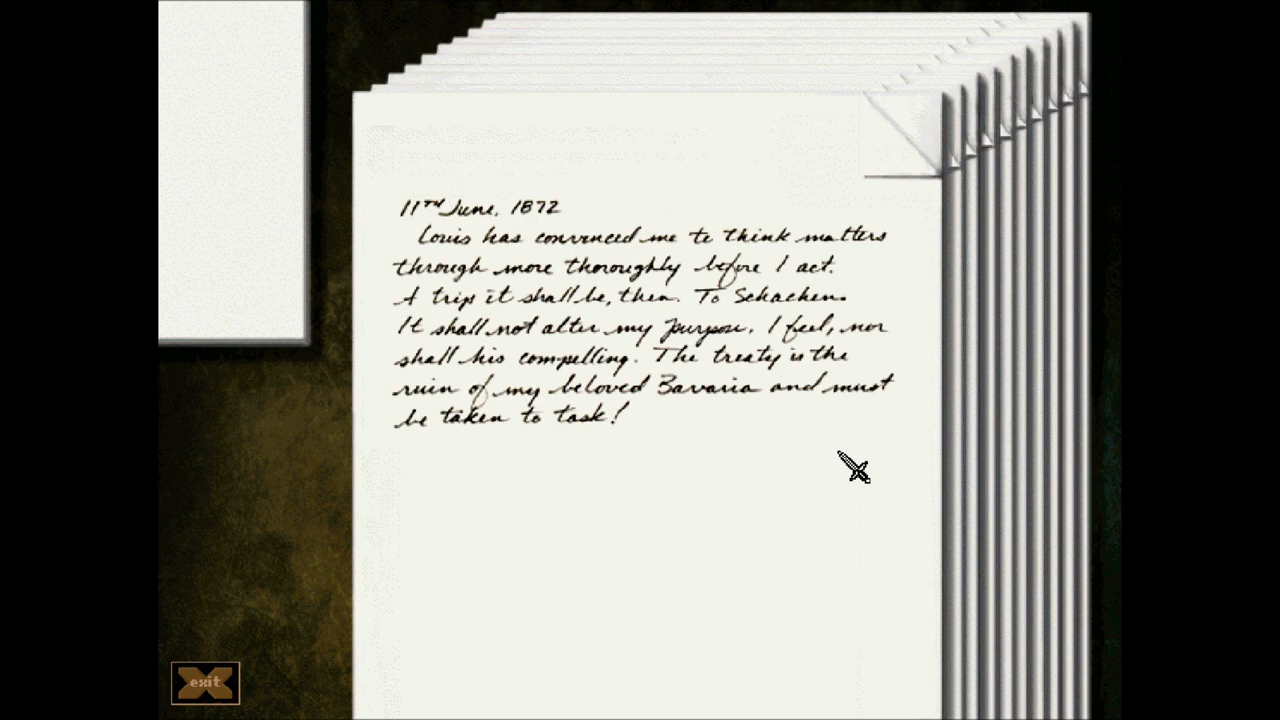 11TH June, 1872
Louis has convinced me to think matters
through more thoroughly before I act.
A trip it shall be, then. To Schachen.
It shall not alter my purpose, I feel, nor
shall his compelling. The treaty is the
ruin of my beloved Bavaria and must
be taken to task!
exit